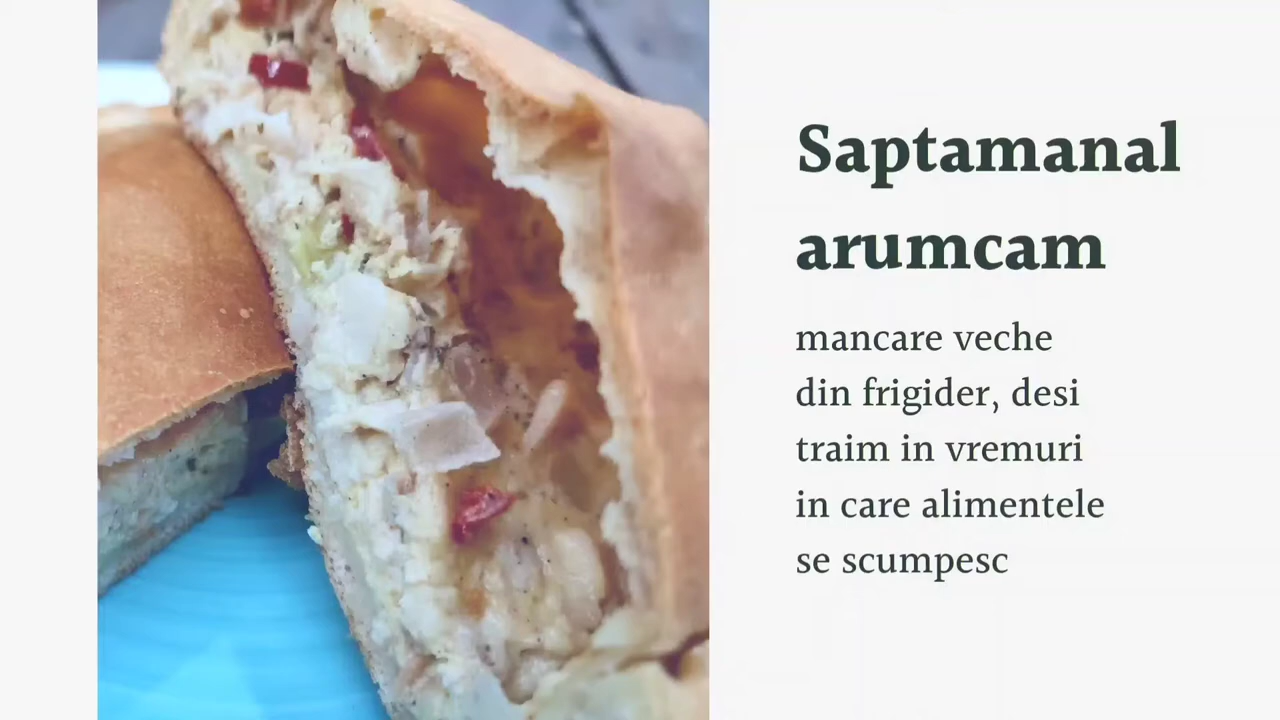 Saptamanal
arumcam
mancare veche
din frigider, desi
traim in vremuri
in care alimentele
se scumpesc